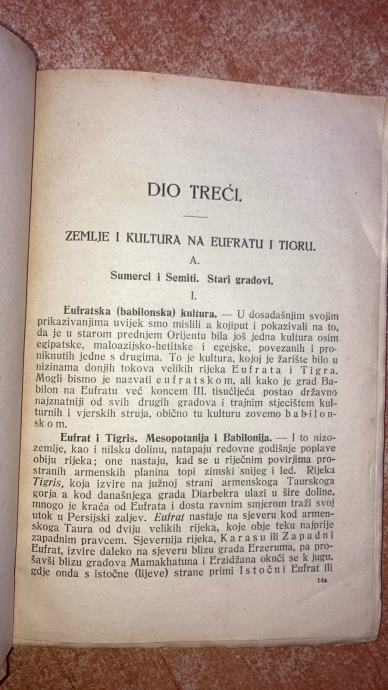 DIO TREĆI.
ZEMLJE I KULTURA NA EUFRATU I TIGRU.
A.
Sumerci i Semiti. Stari gradovi.
I.
Eufratska (babilonska) kultura. — U dosadašnjim svojim
prikazivanjima uvijek smo mislili a kojiput i pokazivali na to,
da je u starom prednjem Orijentu bila još jedna kultura osim
egipatske, maloazijsko-hetitske i egejske, povezanih i pro-
niknutih jedne s drugima. To je kultura, kojoj je žarište bilo u
nizinama donjih tokova velikih rijeka Eufrata i Tigra.
Mogli bismo je nazvati eufratskom, ali kako je grad Ba-
bilon na Eufratu već koncem III. tisućljeća postao državno
najznatniji od svih drugih gradova i trajnim stjecištem kul-
turnih i vjerskih struja, obično tu kulturu zovemo babilon-
skom.
Eufrat i Tigris. Mesopotanija i Babilonija. — I to nizo-
zemlje, kao i nilsku dolinu, natapaju redovne godišnje poplave
obiju rijeka; one nastaju, kad se u riječnim povirjima pro-
stranih armenskih planina topi zimski snijeg i led. Rijeka
Tigris, koja izvire na južnoj strani armenskoga Taurskoga
gorja a kod današnjega grada Diarbekra ulazi u šire doline,
mnogo je kraća od Eufrata i dosta ravnim smjerom traži svoj
utok u Persijski zaljev. Eufrat nastaje na sjeveru kod armen-
skoga Taura od dviju velikih rijeka, koje obje teku najprije
zapadnim pravcem. Sjevernija rijeka, Karasu ili Zapadni
Eufrat, izvire daleko na sjeveru blizu grada Erzeruma, pa pro-
šavši blizu gradova Mamakhatuna i Erzidžana okuči se k jugu,
gdje onda s istočne (lijeve) strane primi Istočni Eufrat ili
14a